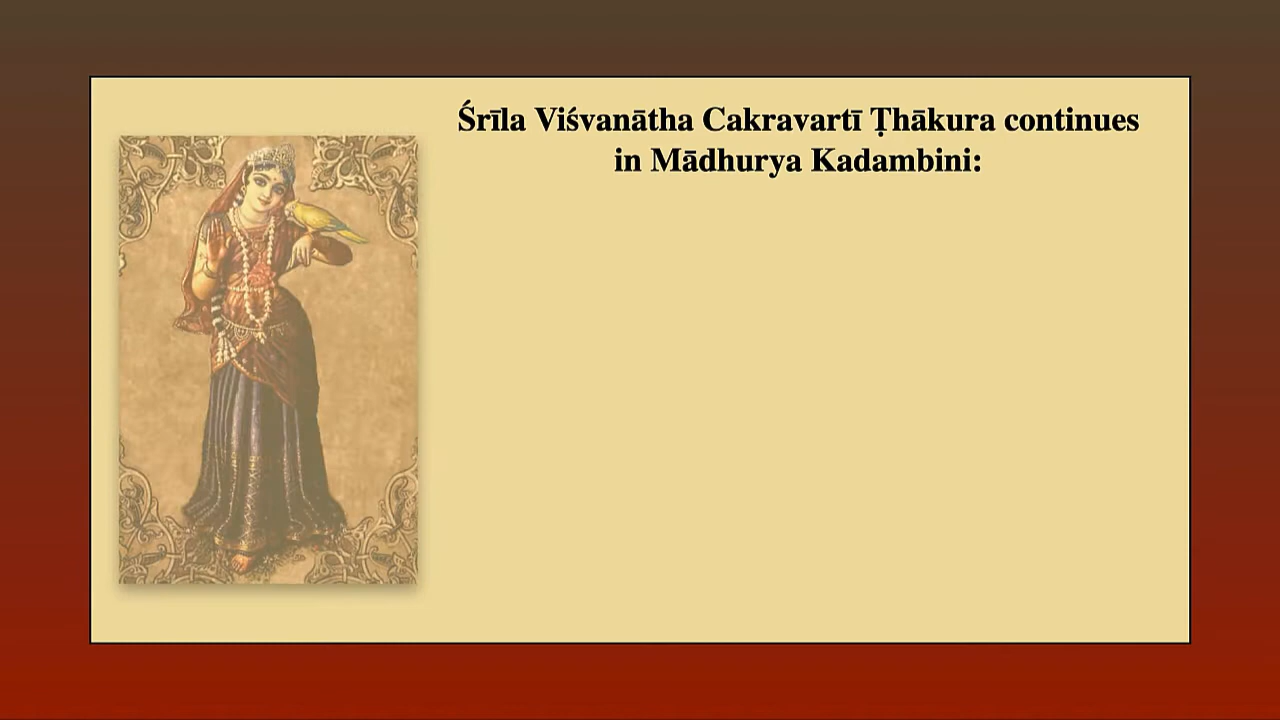 Śrīla Viśvanātha Cakravartī Ṭhākura continues
in Mādhurya Kadambini: